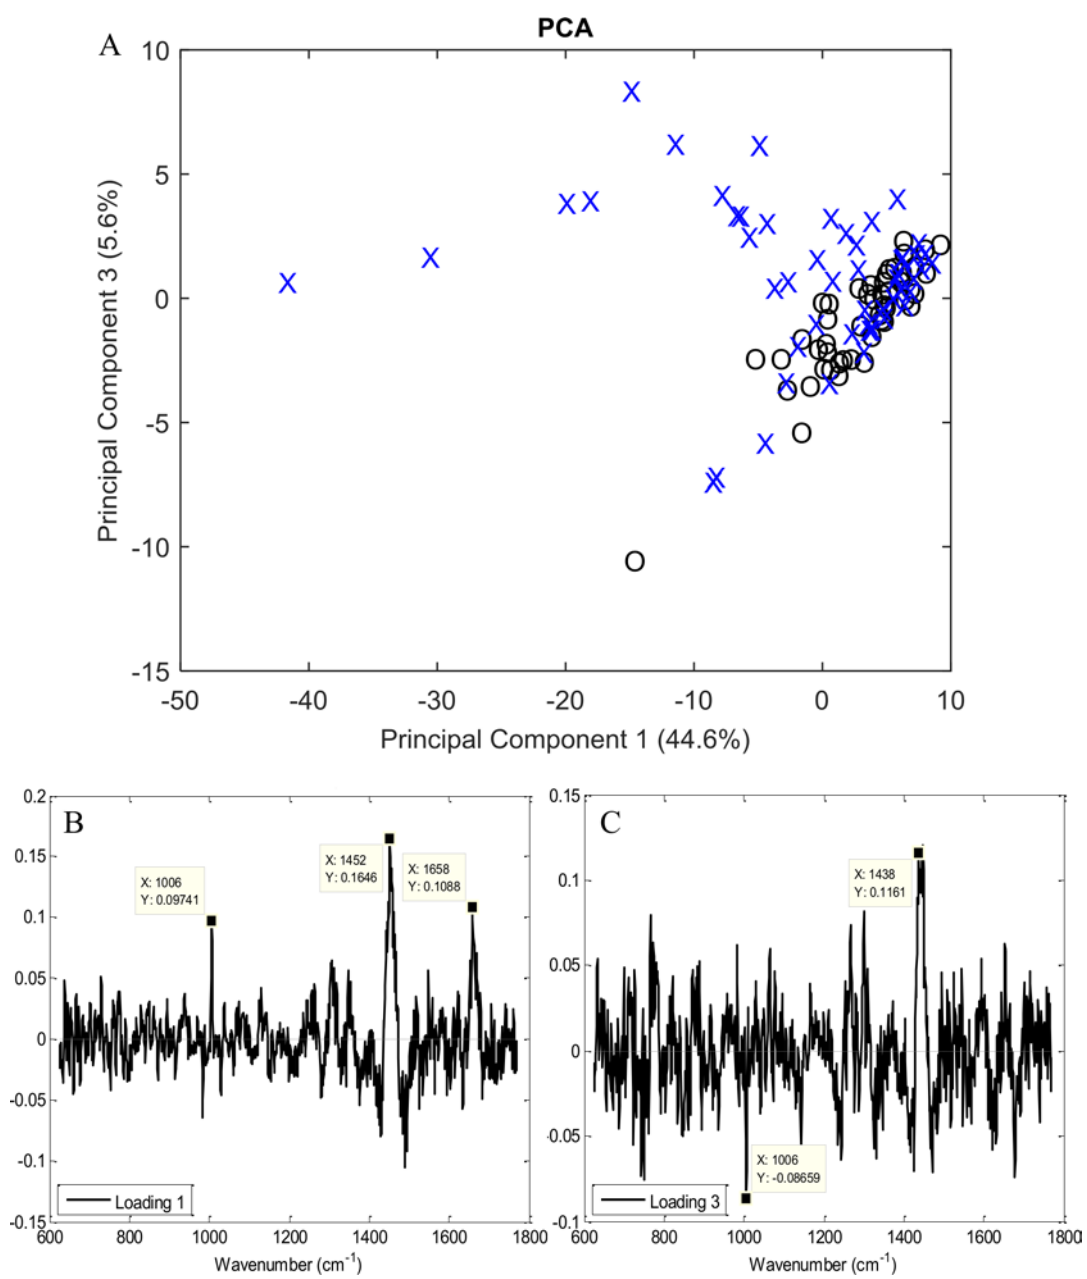 A
PCA
10
5
0
-5
-10
-15
Principal Component 3 (5.6%)
-50
-40
-30
-20
-10
0
10
Principal Component 1 (44.6%)
B
0.2
0.15
0.1
0.05
0
-0.05
-0.1
-0.15
X: 1006
Y: 0.09741
X: 1452
Y: 0.1646
X: 1658
Y: 0.1088
Loading 1
600
800
1000
1200
1400
1600
1800
Wavenumber (cm-1)
C
0.15
0.1
0.05
0
-0.05
-0.1
X: 1438
Y: 0.1161
X: 1006
Y: -0.08659
Loading 3
600
800
1000
1200
1400
1600
1800
Wavenumber (cm-1)